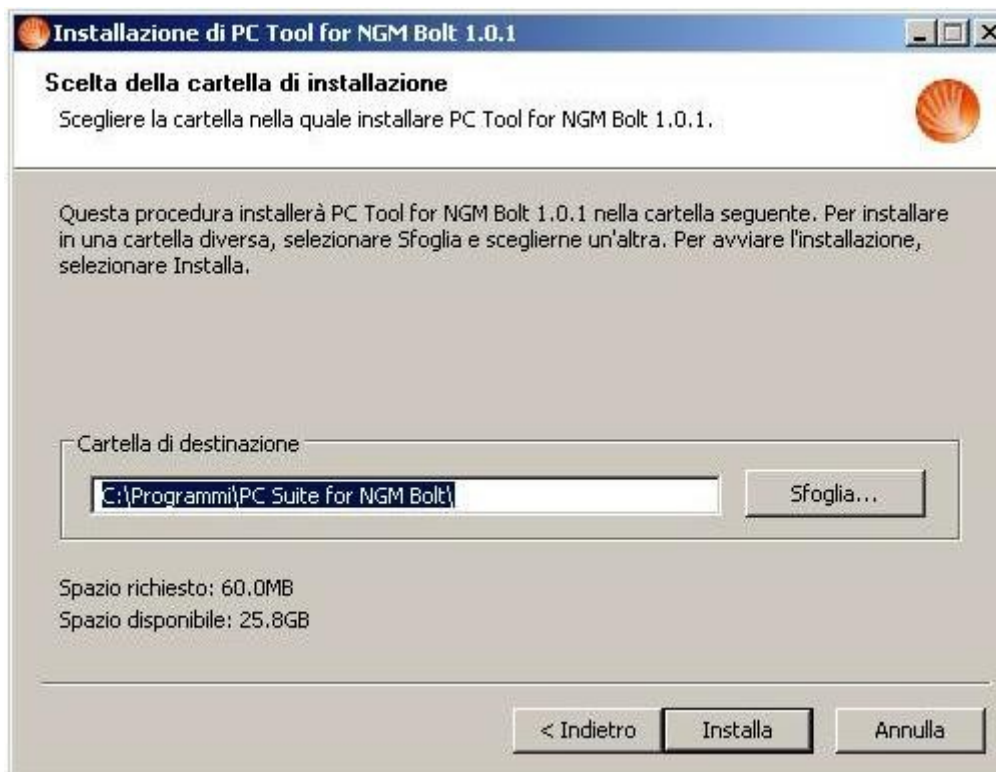 Installazione di PC Tool for NGM Bolt 1.0.1
Scelta della cartella di installazione
Scegliere la cartella nella quale installare PC Tool for NGM Bolt 1.0.1.
Questa procedura installerà PC Tool for NGM Bolt 1.0.1 nella cartella seguente. Per installare
in una cartella diversa, selezionare Sfoglia e sceglierne un'altra. Per avviare l'installazione,
selezionare Installa.
Cartella di destinazione
C:\Programmi\PC Suite for NGM Bolt\
Sfoglia...
Spazio richiesto: 60.0MB
Spazio disponibile: 25.8GB
< Indietro
Installa
Annulla